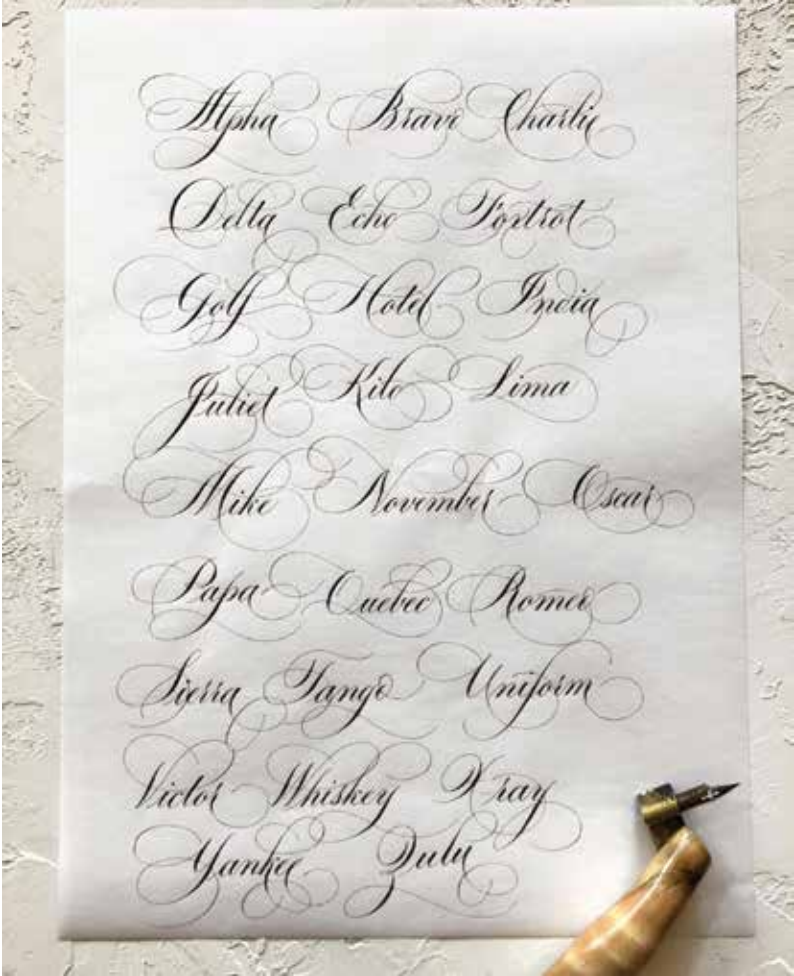 Alpha Bravo Charlie
Delta Echo Foxtrot
Golf Hotel India
Juliet Kilo Lima
Mike November Oscar
Papa Quebec Romeo
Sierra Tango Uniform
Victor Whiskey Xray
Yankee Zulu